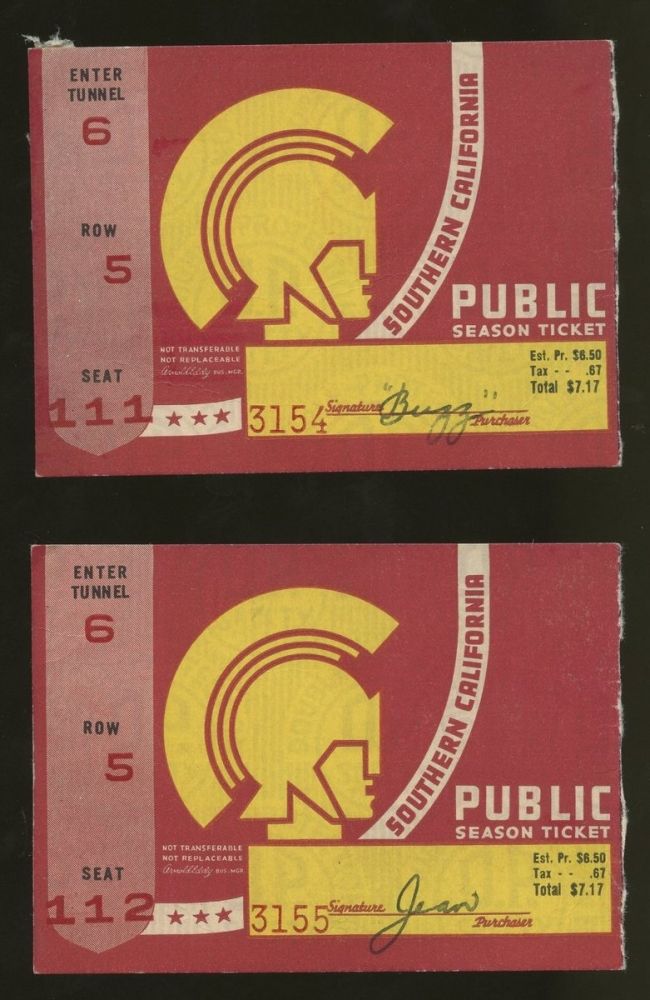 ENTER
TUNNEL
6
ROW
5
SEAT
111
SOUTHERN CALIFORNIA
PUBLIC
SEASON TICKET
NOT TRANSFERABLE
NOT REPLACEABLE
BUS. MGR.
Est. Pr. $6.50
Tax - - .67
Total $7.17
3154 Signature "Bugz" Purchaser
ENTER
TUNNEL
6
ROW
5
SEAT
112
SOUTHERN CALIFORNIA
PUBLIC
SEASON TICKET
NOT TRANSFERABLE
NOT REPLACEABLE
BUS. MGR.
Est. Pr. $6.50
Tax - - .67
Total $7.17
3155 Signature Jean Purchaser